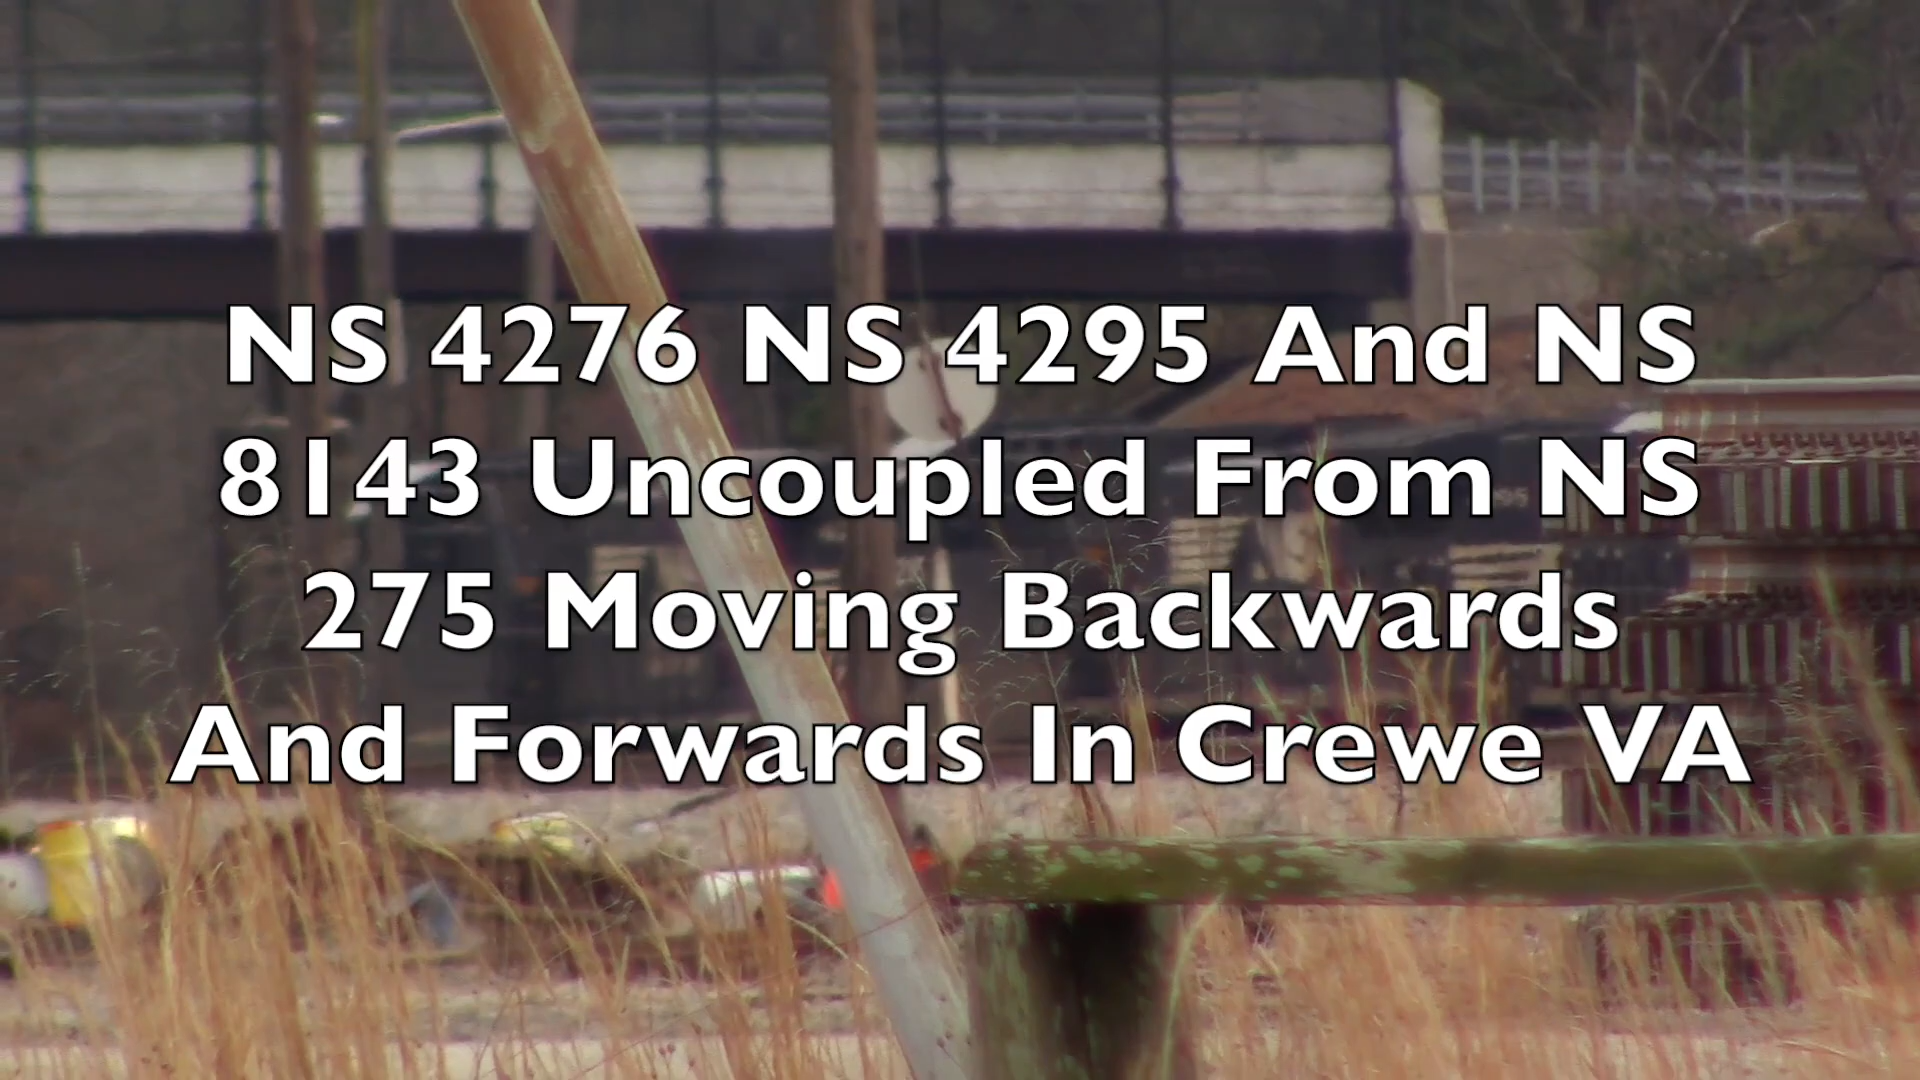 NS 4276 NS 4295 And NS
8143 Uncoupled From NS
275 Moving Backwards
And Forwards In Crewe VA